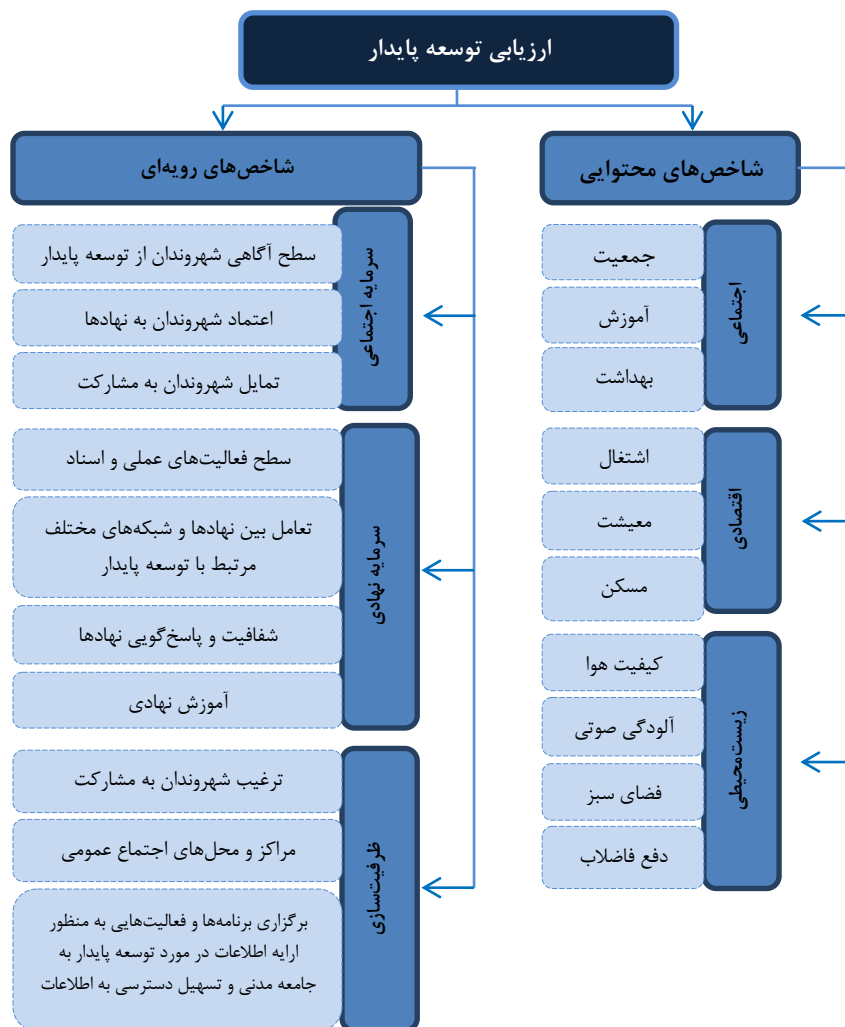 ارزیابی توسعه پایدار
شاخص‌های محتوایی
اجتماعی
جمعیت
آموزش
بهداشت
اقتصادی
اشتغال
معیشت
مسکن
زیست‌محیطی
کیفیت هوا
آلودگی صوتی
فضای سبز
دفع فاضلاب
شاخص‌های رویه‌ای
سرمایه اجتماعی
سطح آگاهی شهروندان از توسعه پایدار
اعتماد شهروندان به نهادها
تمایل شهروندان به مشارکت
سرمایه نهادی
سطح فعالیت‌های عملی و اسناد
تعامل بین نهادها و شبکه‌های مختلف
مرتبط با توسعه پایدار
شفافیت و پاسخ‌گویی نهادها
آموزش نهادی
ظرفیت‌سازی
ترغیب شهروندان به مشارکت
مراکز و محل‌های اجتماع عمومی
برگزاری برنامه‌ها و فعالیت‌هایی به منظور
ارایه اطلاعات در مورد توسعه پایدار به
جامعه مدنی و تسهیل دسترسی به اطلاعات